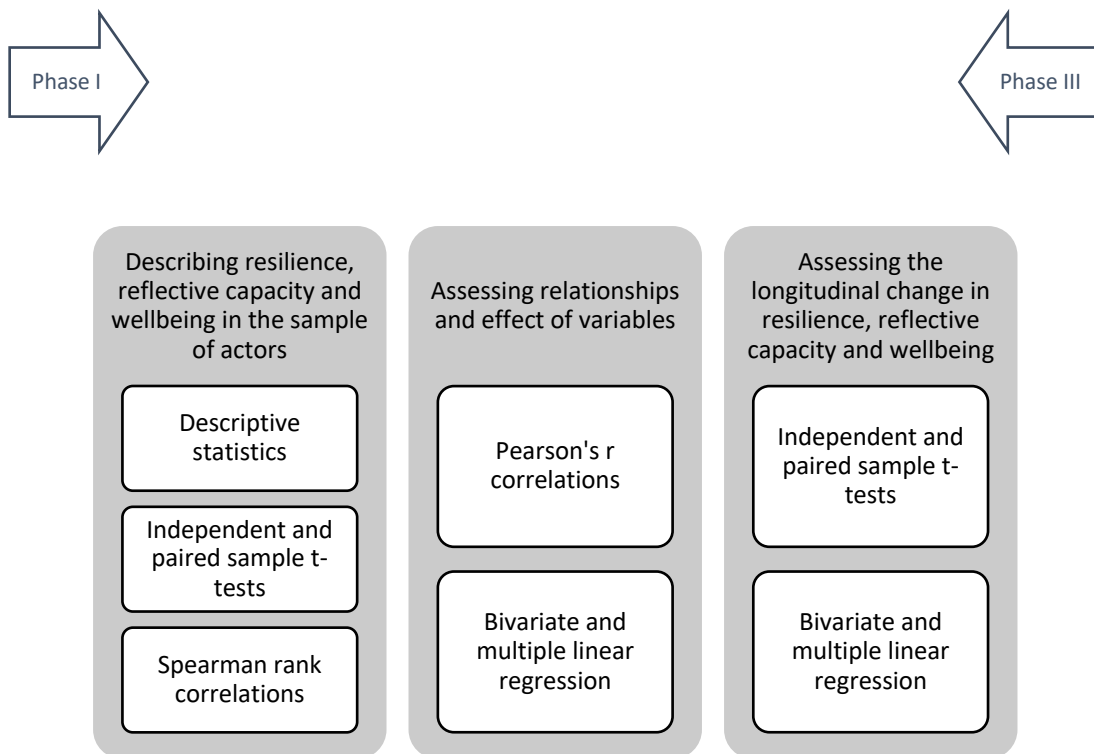 Phase I
Phase III
Describing resilience,
reflective capacity and
wellbeing in the sample
of actors
Descriptive
statistics
Independent and
paired sample t-
tests
Spearman rank
correlations
Assessing relationships
and effect of variables
Pearson's r
correlations
Bivariate and
multiple linear
regression
Assessing the
longitudinal change in
resilience, reflective
capacity and wellbeing
Independent and
paired sample t-
tests
Bivariate and
multiple linear
regression